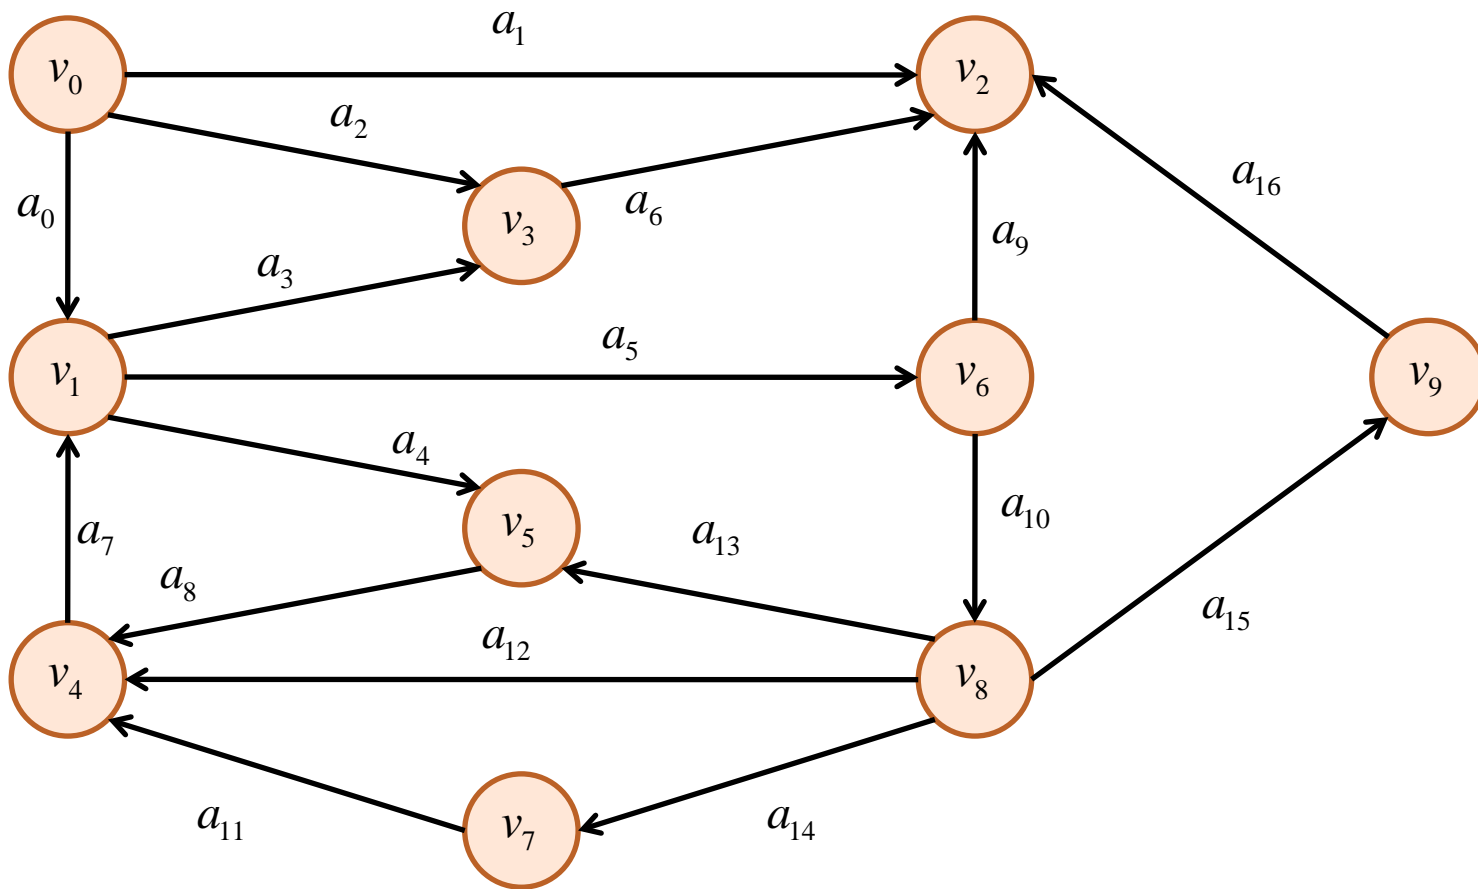 a₁
v₀
v₂
a₂
a₁₆
a₀
a₆
v₃
a₉
a₃
a₅
v₁
v₆
v₉
a₄
a₁₀
a₇
v₅
a₁₃
a₈
a₁₅
a₁₂
v₄
v₈
a₁₁
v₇
a₁₄